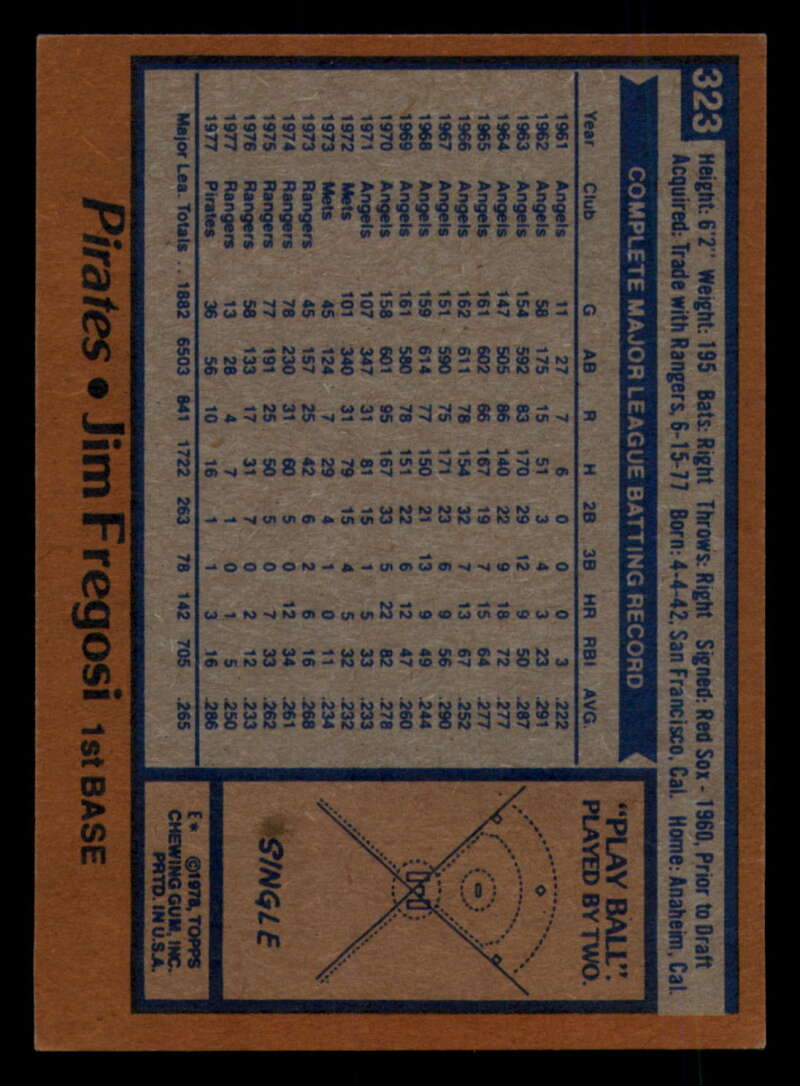 323
Height: 6'2" Weight: 195 Bats: Right Throws: Right Signed: Red Sox - 1960, Prior to Draft
Acquired: Trade with Rangers, 6-15-77 Born: 4-4-42, San Francisco, Cal. Home: Anaheim, Cal.
COMPLETE MAJOR LEAGUE BATTING RECORD
Year Club G AB R H 2B 3B HR RBI AVG.
1961 Angels 11 27 7 6 0 0 0 3 .222
1962 Angels 58 175 15 51 3 4 3 23 .291
1963 Angels 154 592 83 170 29 12 9 50 .287
1964 Angels 147 505 86 140 22 9 18 72 .277
1965 Angels 161 602 66 167 19 7 15 64 .277
1966 Angels 162 611 78 154 32 7 13 67 .252
1967 Angels 151 590 75 171 23 6 9 56 .290
1968 Angels 159 614 77 150 21 13 9 49 .244
1969 Angels 161 580 78 151 22 6 12 47 .260
1970 Angels 158 601 95 167 33 5 22 82 .278
1971 Angels 107 347 31 81 15 1 5 33 .233
1972 Mets 101 340 31 79 15 4 5 32 .232
1973 Mets 45 124 7 29 4 1 0 11 .234
1973 Rangers 45 157 25 42 6 2 6 16 .268
1974 Rangers 78 230 31 60 5 0 12 34 .261
1975 Rangers 77 191 25 50 5 0 7 33 .262
1976 Rangers 58 133 17 31 7 0 2 12 .233
1977 Rangers 13 28 4 7 1 0 1 5 .250
1977 Pirates 36 56 10 16 1 1 3 16 .286
Major Lea. Totals . . 1882 6503 841 1722 263 78 142 705 .265
"PLAY BALL".
PLAYED BY TWO.
SINGLE
E* ©1978, TOPPS
CHEWING GUM, INC.
PRTD. IN U.S.A.
Pirates • Jim Fregosi 1st BASE